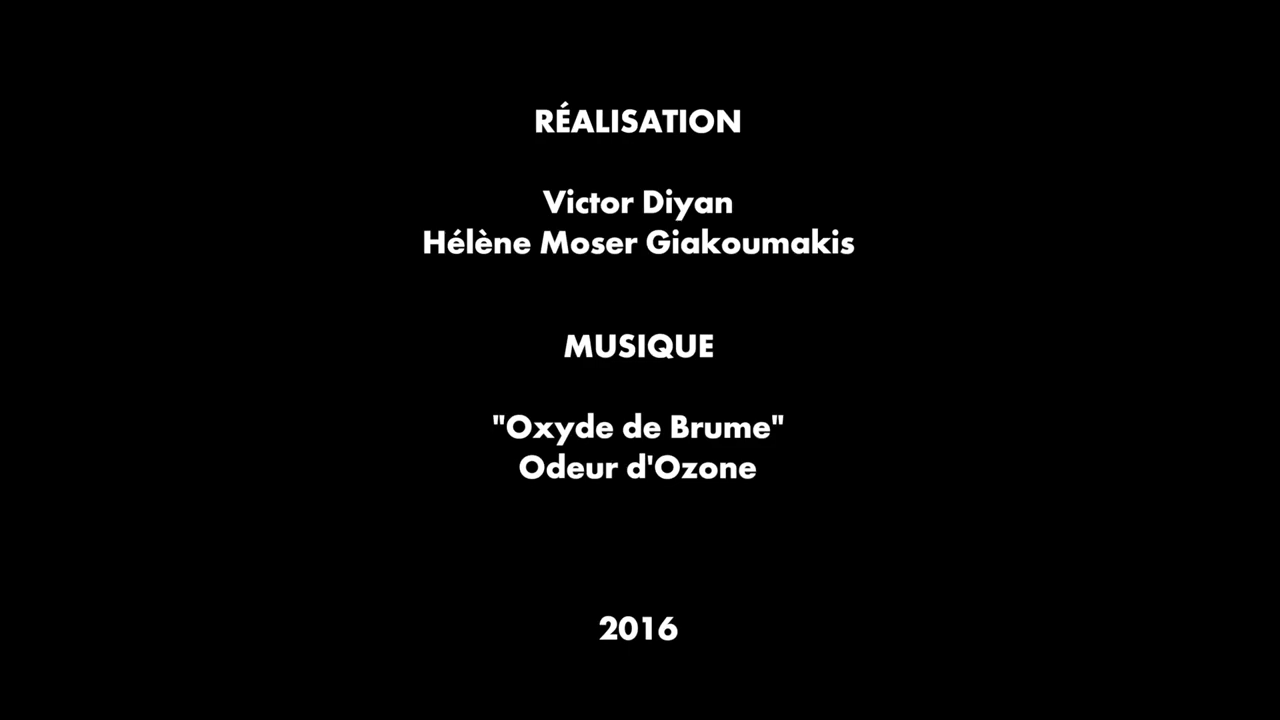 RÉALISATION
Victor Diyan
Hélène Moser Giakoumakis
MUSIQUE
"Oxyde de Brume"
Odeur d'Ozone
2016